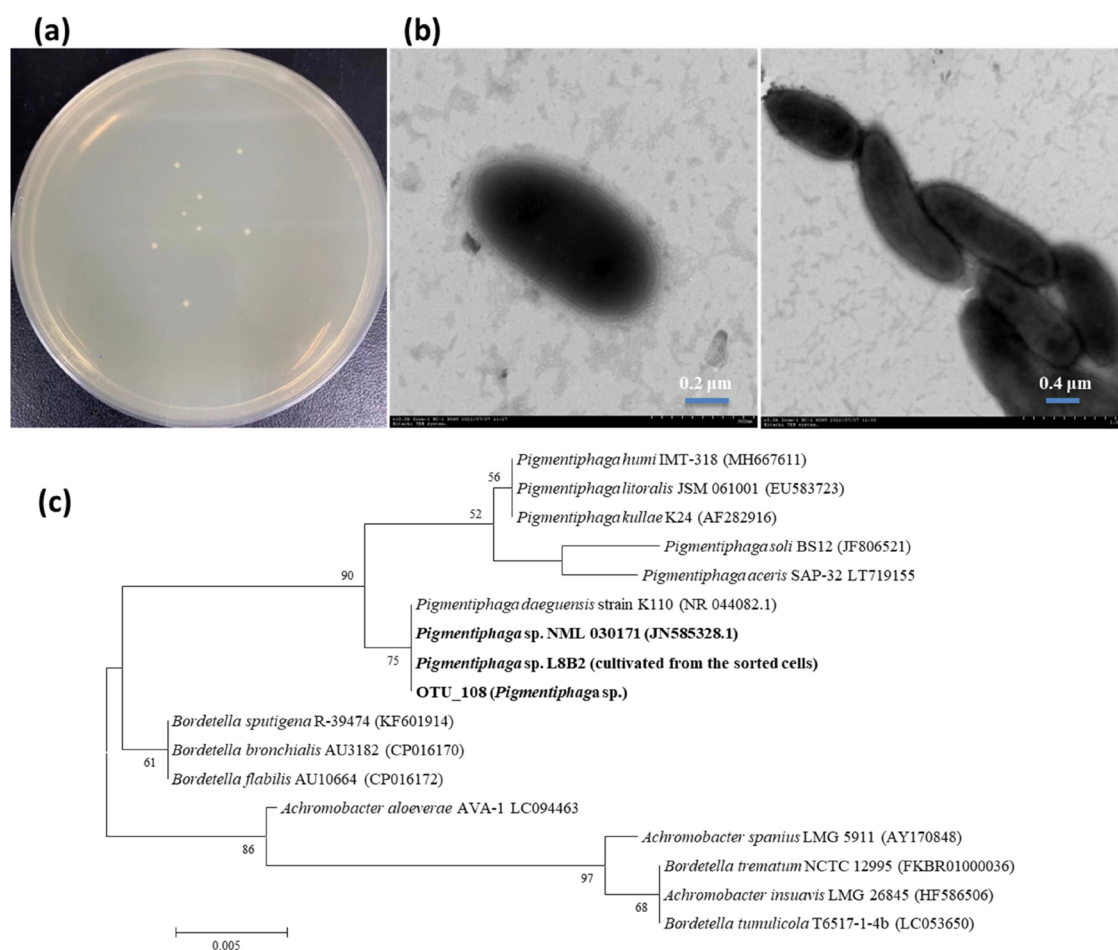 (a)
(b)
0.2 µm
0.4 µm
Hitachi TEM system.
(c)
Pigmentiphaga humi IMT-318 (MH667611)
56
Pigmentiphaga litoralis JSM 061001 (EU583723)
Pigmentiphaga kullae K24 (AF282916)
52
Pigmentiphaga soli BS12 (JF806521)
Pigmentiphaga aceris SAP-32 LT719155
90
Pigmentiphaga daeguensis strain K110 (NR 044082.1)
Pigmentiphaga sp. NML 030171 (JN585328.1)
75
Pigmentiphaga sp. L8B2 (cultivated from the sorted cells)
OTU_108 (Pigmentiphaga sp.)
Bordetella sputigena R-39474 (KF601914)
Bordetella bronchialis AU3182 (CP016170)
61
Bordetella flabilis AU10664 (CP016172)
Achromobacter aloeverae AVA-1 LC094463
86
Achromobacter spanius LMG 5911 (AY170848)
Bordetella trematum NCTC 12995 (FKBR01000036)
97
Achromobacter insuavis LMG 26845 (HF586506)
68
Bordetella tumulicola T6517-1-4b (LC053650)
0.005